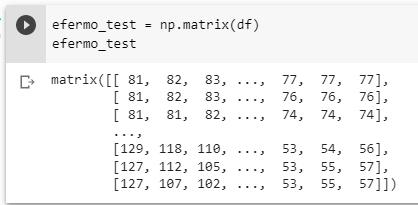 efermo_test = np.matrix(df)
efermo_test
matrix([[ 81,  82,  83, ...,  77,  77,  77],
        [ 81,  82,  83, ...,  76,  76,  76],
        [ 81,  81,  82, ...,  74,  74,  74],
        ...,
        [129, 118, 110, ...,  53,  54,  56],
        [127, 112, 105, ...,  53,  55,  57],
        [127, 107, 102, ...,  53,  55,  57]])